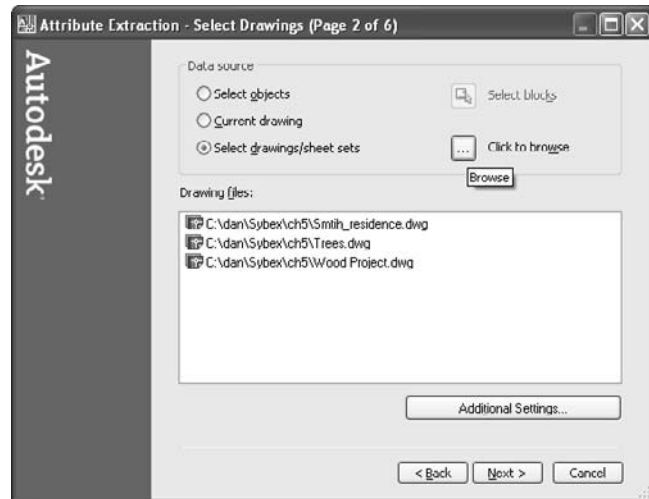 Attribute Extraction - Select Drawings (Page 2 of 6)
Autodesk
Data source
Select objects
Select blocks
Current drawing
Select drawings/sheet sets
... Click to browse
Browse
Drawing files:
C:\dan\Sybex\ch5\Smtih_residence.dwg
C:\dan\Sybex\ch5\Trees.dwg
C:\dan\Sybex\ch5\Wood Project.dwg
Additional Settings...
< Back
Next >
Cancel